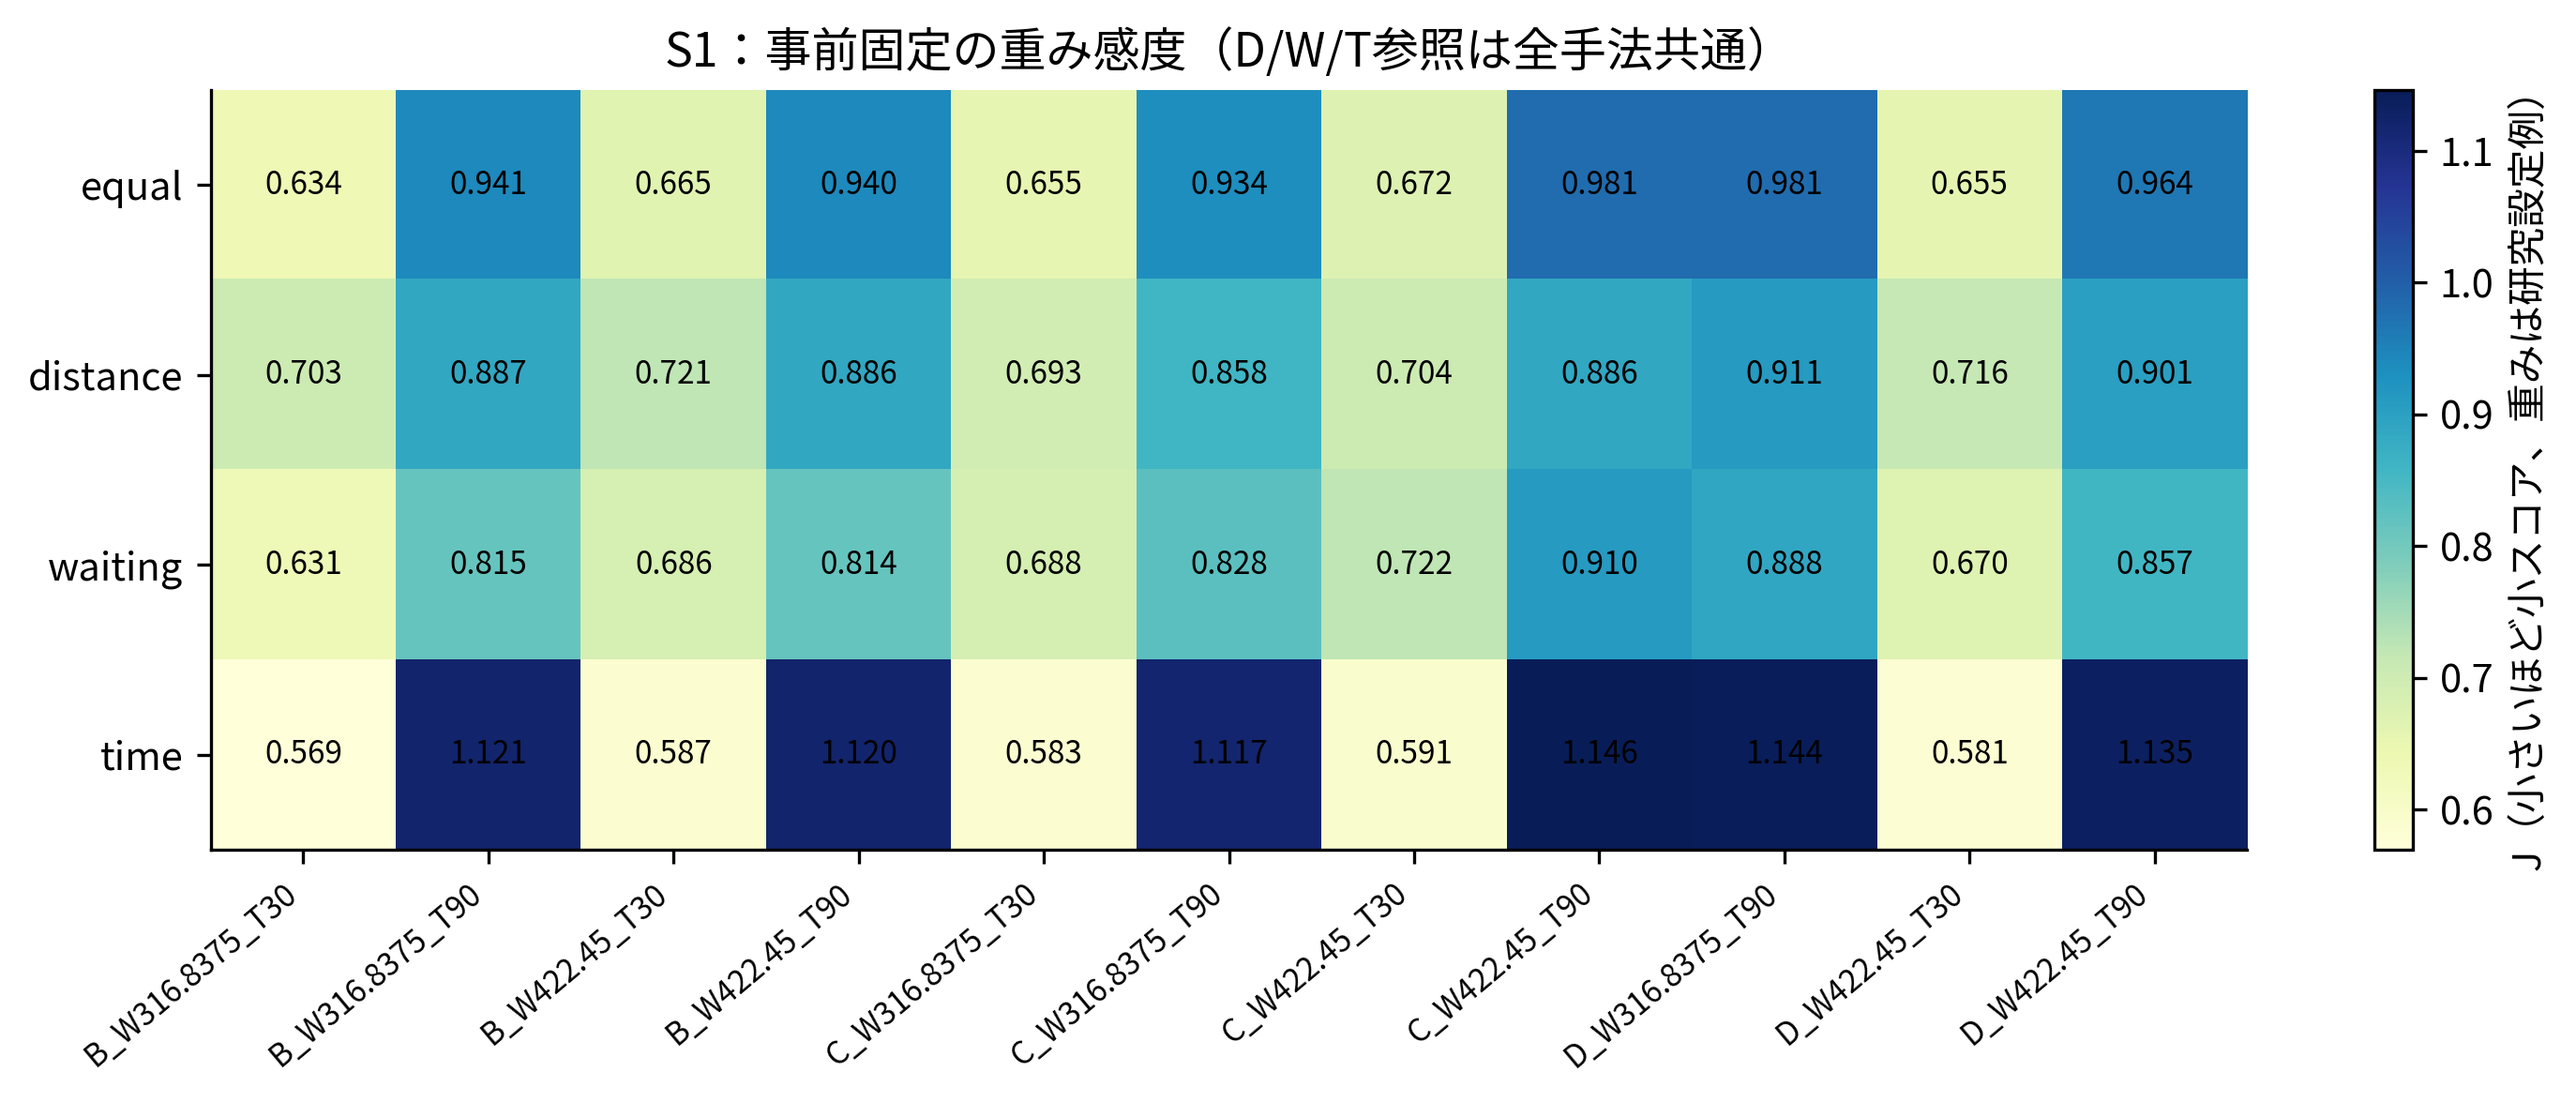 S1：事前固定の重み感度（D/W/T参照は全手法共通）
equal 0.634 0.941 0.665 0.940 0.655 0.934 0.672 0.981 0.981 0.655 0.964
distance 0.703 0.887 0.721 0.886 0.693 0.858 0.704 0.886 0.911 0.716 0.901
waiting 0.631 0.815 0.686 0.814 0.688 0.828 0.722 0.910 0.888 0.670 0.857
time 0.569 1.121 0.587 1.120 0.583 1.117 0.591 1.146 1.144 0.581 1.135
B_W316.8375_T30
B_W316.8375_T90
B_W422.45_T30
B_W422.45_T90
C_W316.8375_T30
C_W316.8375_T90
C_W422.45_T30
C_W422.45_T90
D_W316.8375_T90
D_W422.45_T30
D_W422.45_T90
1.1
1.0
0.9
0.8
0.7
0.6
J（小さいほど小スコア、重みは研究設定例）